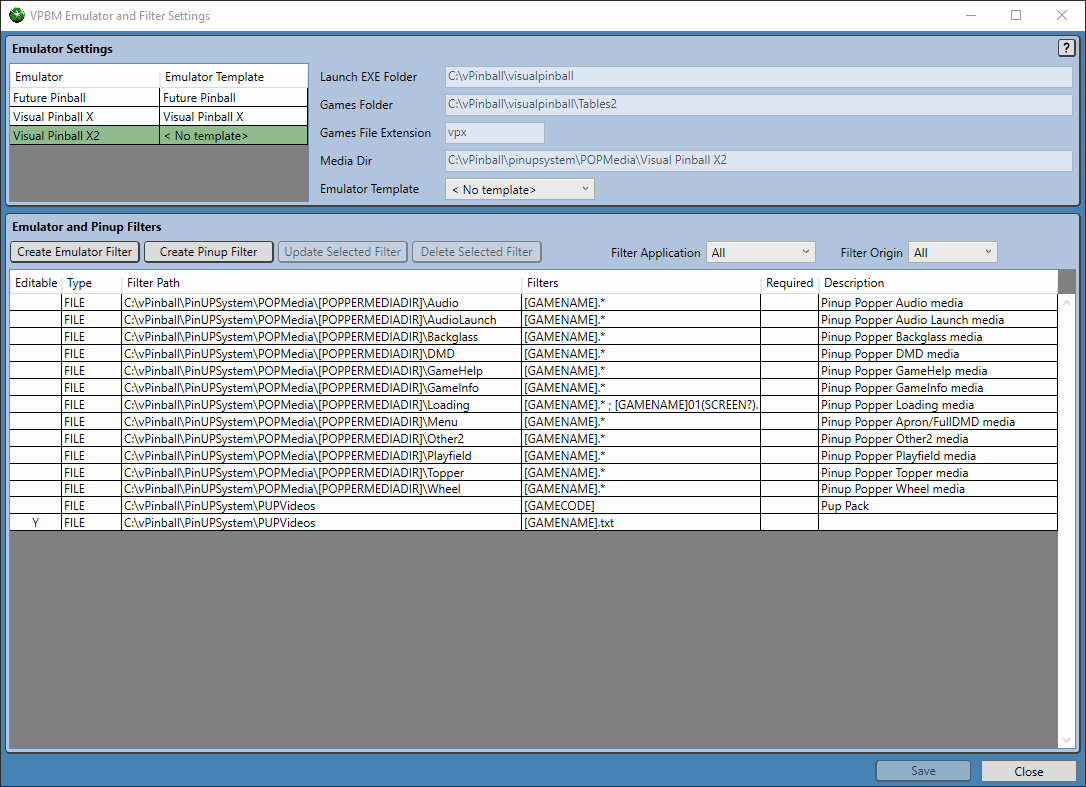 VPBM Emulator and Filter Settings
Emulator Settings
?
Emulator Emulator Template
Future Pinball Future Pinball
Visual Pinball X Visual Pinball X
Visual Pinball X2 < No template>
Launch EXE Folder C:\vPinball\visualpinball
Games Folder C:\vPinball\visualpinball\Tables2
Games File Extension vpx
Media Dir C:\vPinball\pinupsystem\POPMedia\Visual Pinball X2
Emulator Template < No template>
Emulator and Pinup Filters
Create Emulator Filter Create Pinup Filter Update Selected Filter Delete Selected Filter Filter Application All Filter Origin All
Editable Type Filter Path Filters Required Description
FILE C:\vPinball\PinUPSystem\POPMedia\[POPPERMEDIADIR]\Audio [GAMENAME].* Pinup Popper Audio media
FILE C:\vPinball\PinUPSystem\POPMedia\[POPPERMEDIADIR]\AudioLaunch [GAMENAME].* Pinup Popper Audio Launch media
FILE C:\vPinball\PinUPSystem\POPMedia\[POPPERMEDIADIR]\Backglass [GAMENAME].* Pinup Popper Backglass media
FILE C:\vPinball\PinUPSystem\POPMedia\[POPPERMEDIADIR]\DMD [GAMENAME].* Pinup Popper DMD media
FILE C:\vPinball\PinUPSystem\POPMedia\[POPPERMEDIADIR]\GameHelp [GAMENAME].* Pinup Popper GameHelp media
FILE C:\vPinball\PinUPSystem\POPMedia\[POPPERMEDIADIR]\GameInfo [GAMENAME].* Pinup Popper GameInfo media
FILE C:\vPinball\PinUPSystem\POPMedia\[POPPERMEDIADIR]\Loading [GAMENAME].* ; [GAMENAME]01(SCREEN?). Pinup Popper Loading media
FILE C:\vPinball\PinUPSystem\POPMedia\[POPPERMEDIADIR]\Menu [GAMENAME].* Pinup Popper Apron/FullDMD media
FILE C:\vPinball\PinUPSystem\POPMedia\[POPPERMEDIADIR]\Other2 [GAMENAME].* Pinup Popper Other2 media
FILE C:\vPinball\PinUPSystem\POPMedia\[POPPERMEDIADIR]\Playfield [GAMENAME].* Pinup Popper Playfield media
FILE C:\vPinball\PinUPSystem\POPMedia\[POPPERMEDIADIR]\Topper [GAMENAME].* Pinup Popper Topper media
FILE C:\vPinball\PinUPSystem\POPMedia\[POPPERMEDIADIR]\Wheel [GAMENAME].* Pinup Popper Wheel media
FILE C:\vPinball\PinUPSystem\PUPVideos [GAMECODE] Pup Pack
Y FILE C:\vPinball\PinUPSystem\PUPVideos [GAMENAME].txt
Save Close